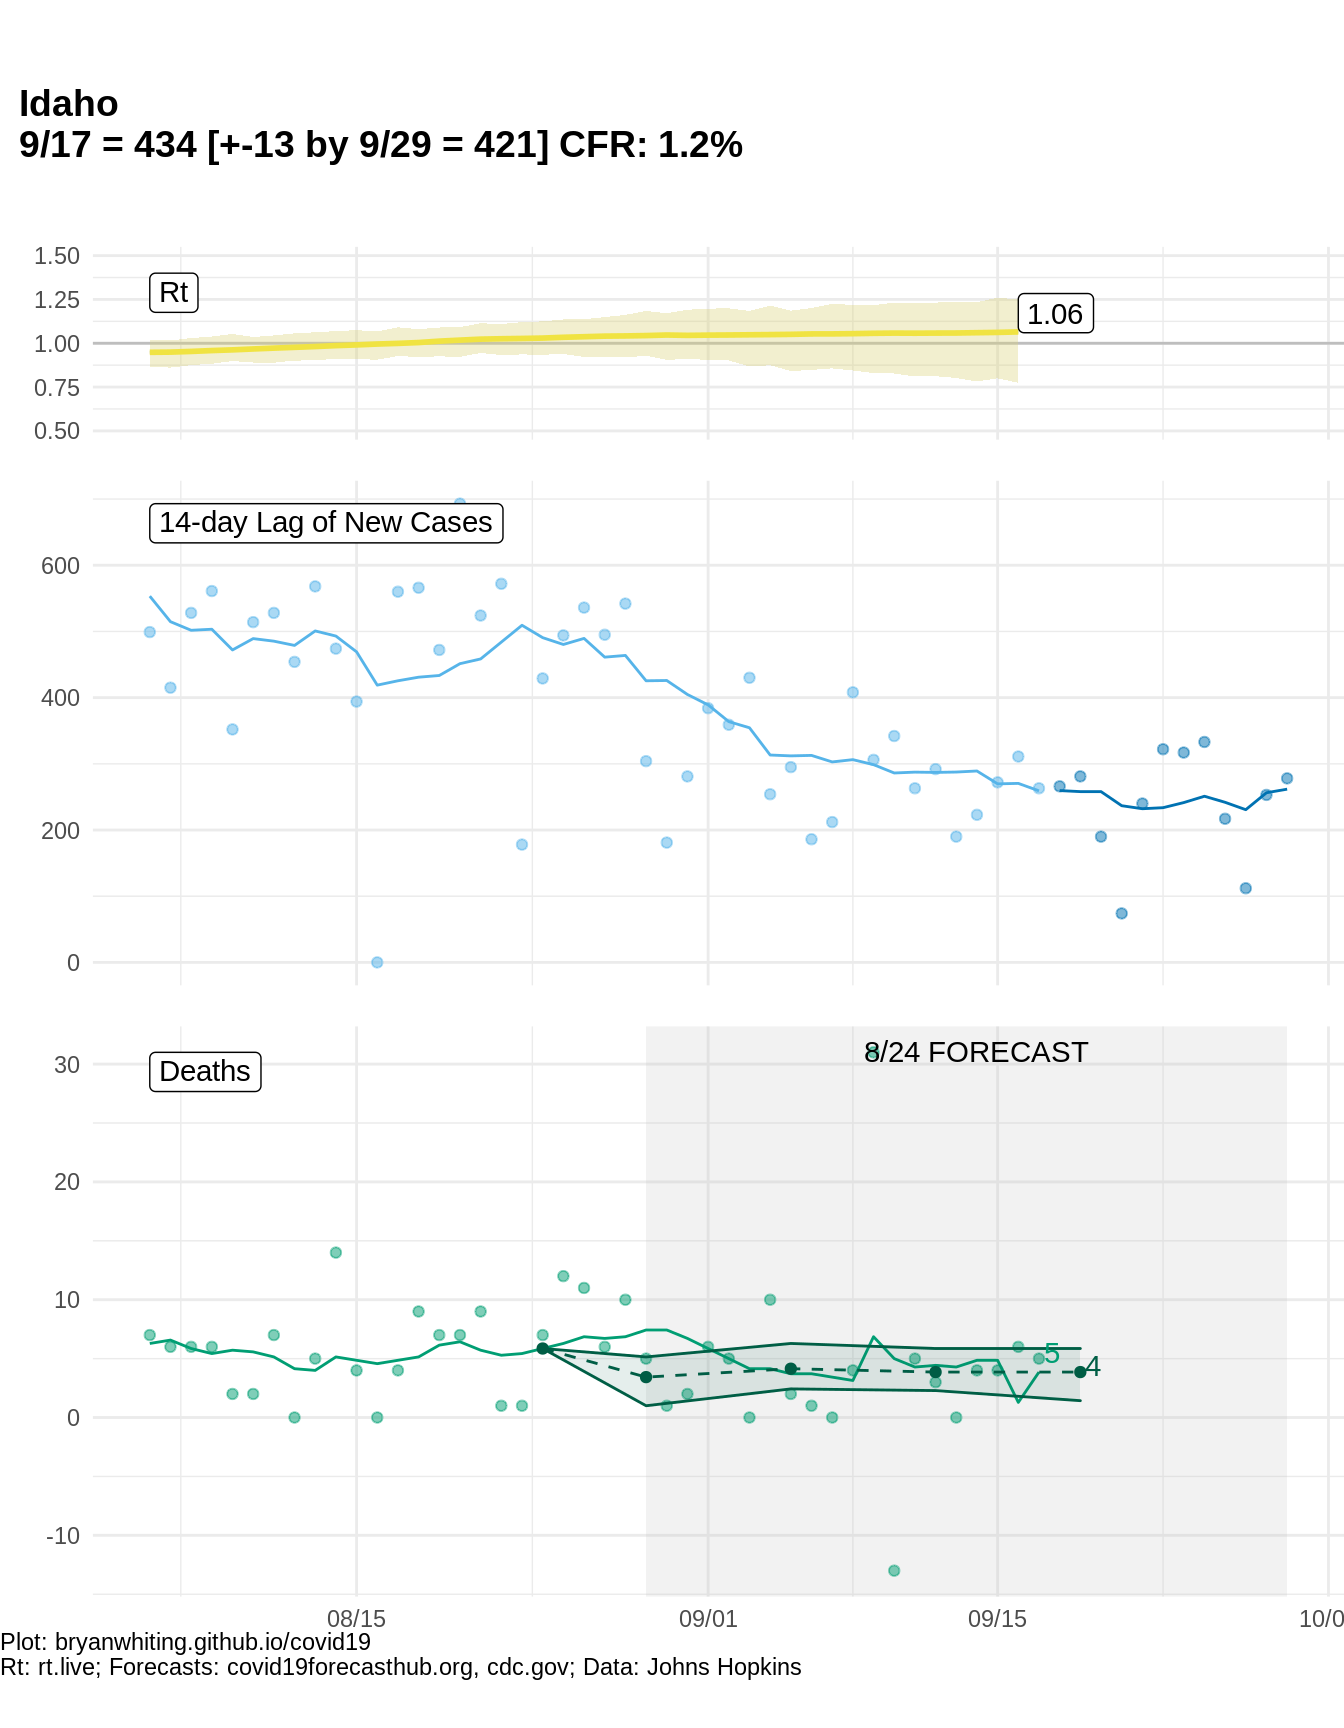 Idaho
9/17 = 434 [+-13 by 9/29 = 421] CFR: 1.2%
1.50
1.25
1.00
0.75
0.50
Rt
1.06
14-day Lag of New Cases
600
400
200
0
8/24 FORECAST
Deaths
30
20
10
0
-10
5
4
08/15
09/01
09/15
10/0
Plot: bryanwhiting.github.io/covid19
Rt: rt.live; Forecasts: covid19forecasthub.org, cdc.gov; Data: Johns Hopkins